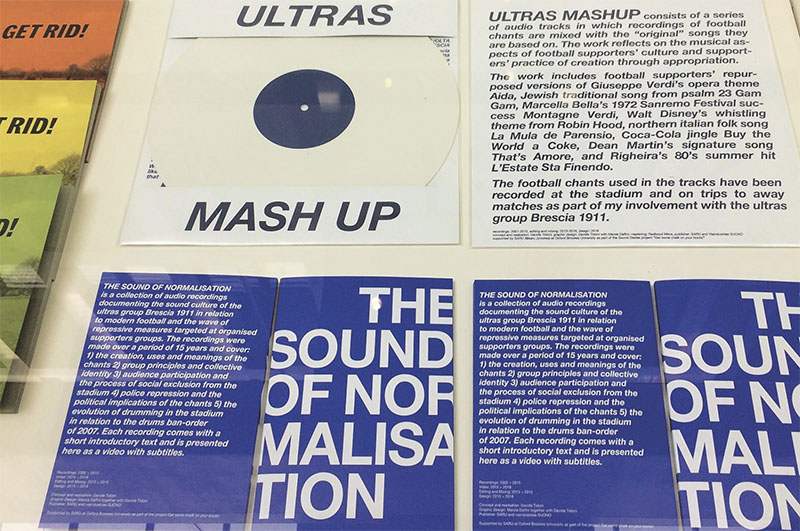 GET RID!
T RID!
D!
ULTRAS
MASH UP
ULTRAS MASHUP consists of a series
of audio tracks in which recordings of football
chants are mixed with the “original” songs they
are based on. The work reflects on the musical as-
pects of football supporters’ culture and support-
ers’ practice of creation through appropriation.
The work includes football supporters’ repur-
posed versions of Giuseppe Verdi’s opera theme
Aida, Jewish traditional song from psalm 23 Gam
Gam, Marcella Bella’s 1972 Sanremo Festival suc-
cess Montagne Verdi, Walt Disney’s whistling
theme from Robin Hood, northern italian folk song
La Mula de Parensio, Coca-Cola jingle Buy the
World a Coke, Dean Martin’s signature song
That’s Amore, and Righeira’s 80’s summer hit
L’Estate Sta Finendo.
The football chants used in the tracks have been
recorded at the stadium and on trips to away
matches as part of my involvement with the ultras
group Brescia 1911.
THE SOUND OF NORMALISATION
is a collection of audio recordings
documenting the sound culture of the
ultras group Brescia 1911 in relation
to modern football and the wave of
repressive measures targeted at organised
supporters groups. The recordings were
made over a period of 15 years and cover:
1) the creation, uses and meanings of the
chants 2) group principles and collective
identity 3) audience participation and
the process of social exclusion from the
stadium 4) police repression and the
political implications of the chants 5) the
evolution of drumming in the stadium
in relation to the drums ban-order
of 2007. Each recording comes with a
short introductory text and is presented
here as a video with subtitles.
THE
SOUND
OF NOR
MALISA
TION
THE SOUND OF NORMALISATION
is a collection of audio recordings
documenting the sound culture of the
ultras group Brescia 1911 in relation
to modern football and the wave of
repressive measures targeted at organised
supporters groups. The recordings were
made over a period of 15 years and cover:
1) the creation, uses and meanings of the
chants 2) group principles and collective
identity 3) audience participation and
the process of social exclusion from the
stadium 4) police repression and the
political implications of the chants 5) the
evolution of drumming in the stadium
in relation to the drums ban-order
of 2007. Each recording comes with a
short introductory text and is presented
here as a video with subtitles.
TH
SOUN
OF N
MALI
TION